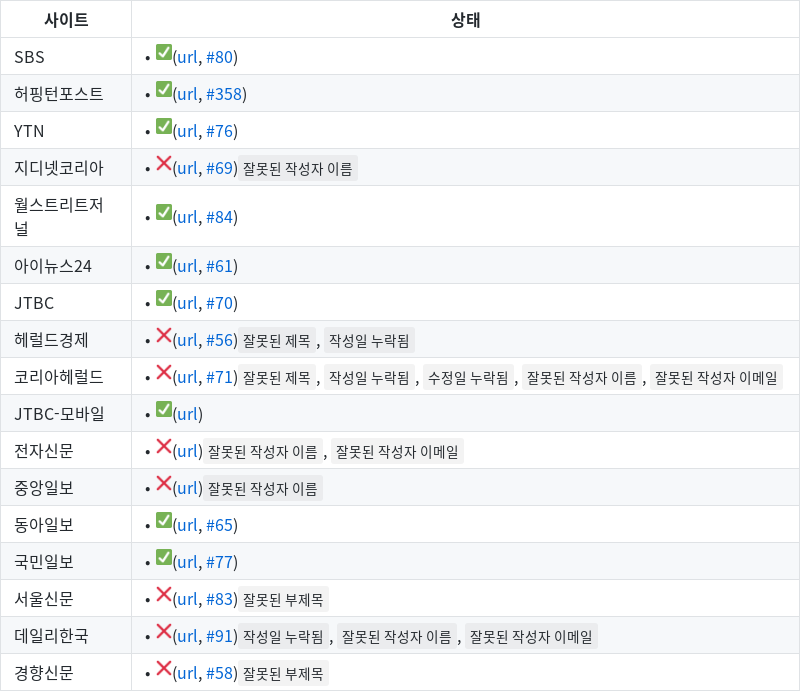 사이트 상태
SBS • ✅(url, #80)
허핑턴포스트 • ✅(url, #358)
YTN • ✅(url, #76)
지디넷코리아 • ❌(url, #69) 잘못된 작성자 이름
월스트리트저
널 • ✅(url, #84)
아이뉴스24 • ✅(url, #61)
JTBC • ✅(url, #70)
헤럴드경제 • ❌(url, #56) 잘못된 제목 , 작성일 누락됨
코리아헤럴드 • ❌(url, #71) 잘못된 제목 , 작성일 누락됨 , 수정일 누락됨 , 잘못된 작성자 이름 , 잘못된 작성자 이메일
JTBC-모바일 • ✅(url)
전자신문 • ❌(url) 잘못된 작성자 이름 , 잘못된 작성자 이메일
중앙일보 • ❌(url) 잘못된 작성자 이름
동아일보 • ✅(url, #65)
국민일보 • ✅(url, #77)
서울신문 • ❌(url, #83) 잘못된 부제목
데일리한국 • ❌(url, #91) 작성일 누락됨 , 잘못된 작성자 이름 , 잘못된 작성자 이메일
경향신문 • ❌(url, #58) 잘못된 부제목